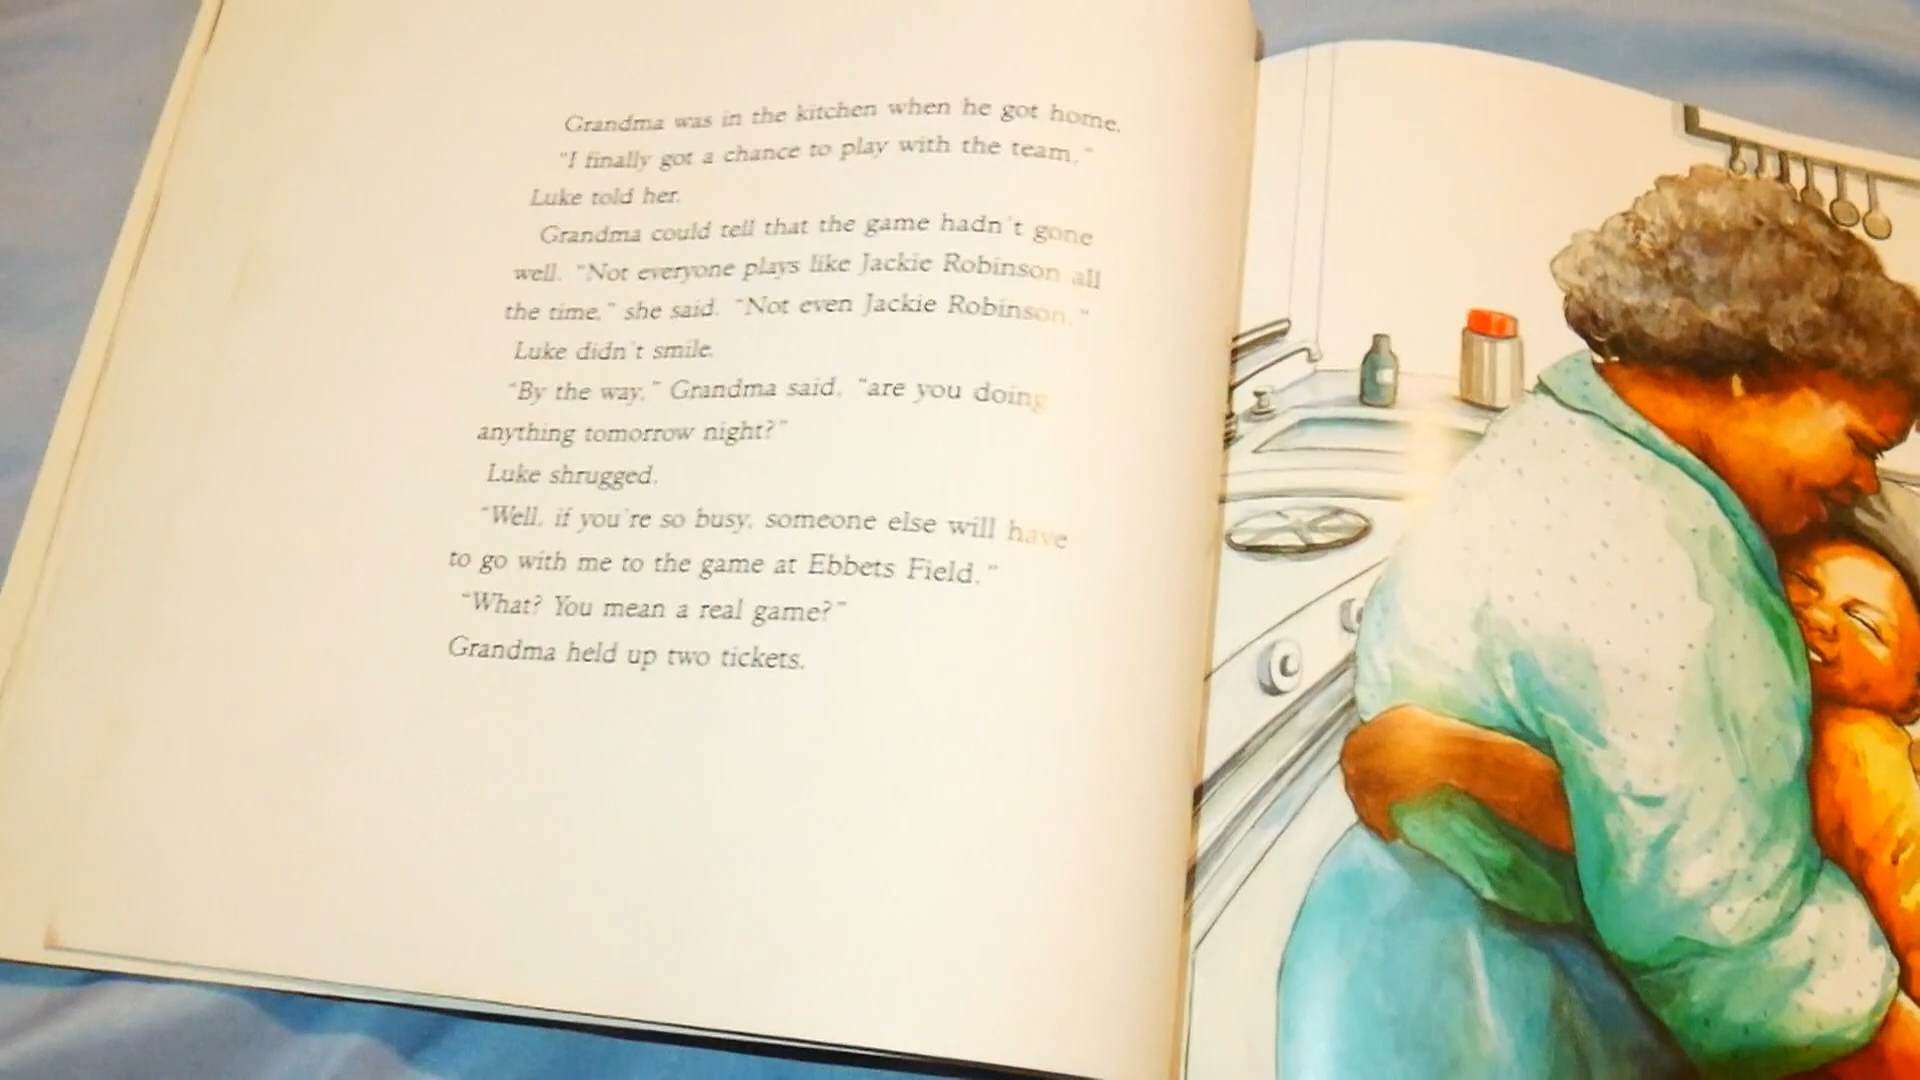 Grandma was in the kitchen when he got home.
"I finally got a chance to play with the team,"
Luke told her.
Grandma could tell that the game hadn't gone
well. "Not everyone plays like Jackie Robinson all
the time," she said. "Not even Jackie Robinson."
Luke didn't smile.
"By the way," Grandma said, "are you doing
anything tomorrow night?"
Luke shrugged.
"Well, if you're so busy, someone else will have
to go with me to the game at Ebbets Field."
"What? You mean a real game?"
Grandma held up two tickets.